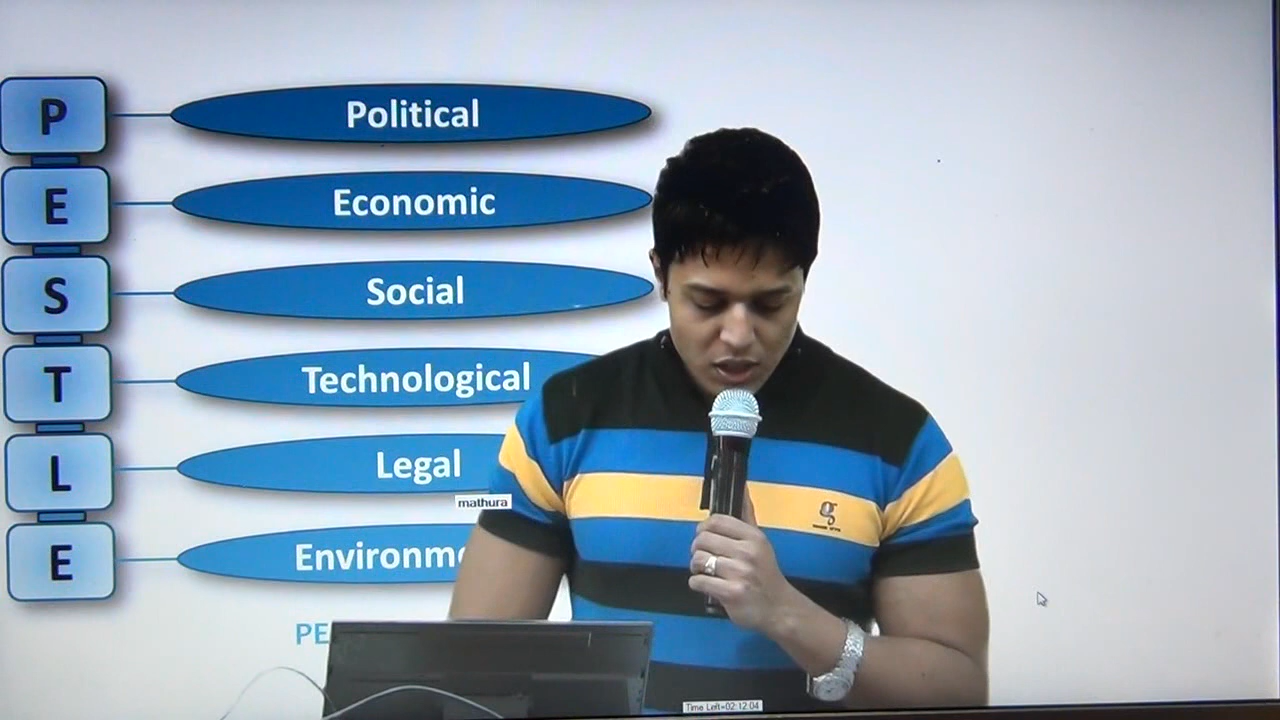 P Political
E Economic
S Social
T Technological
L Legal
mathura
E Environme
PE
g
Time Left=02:12:04